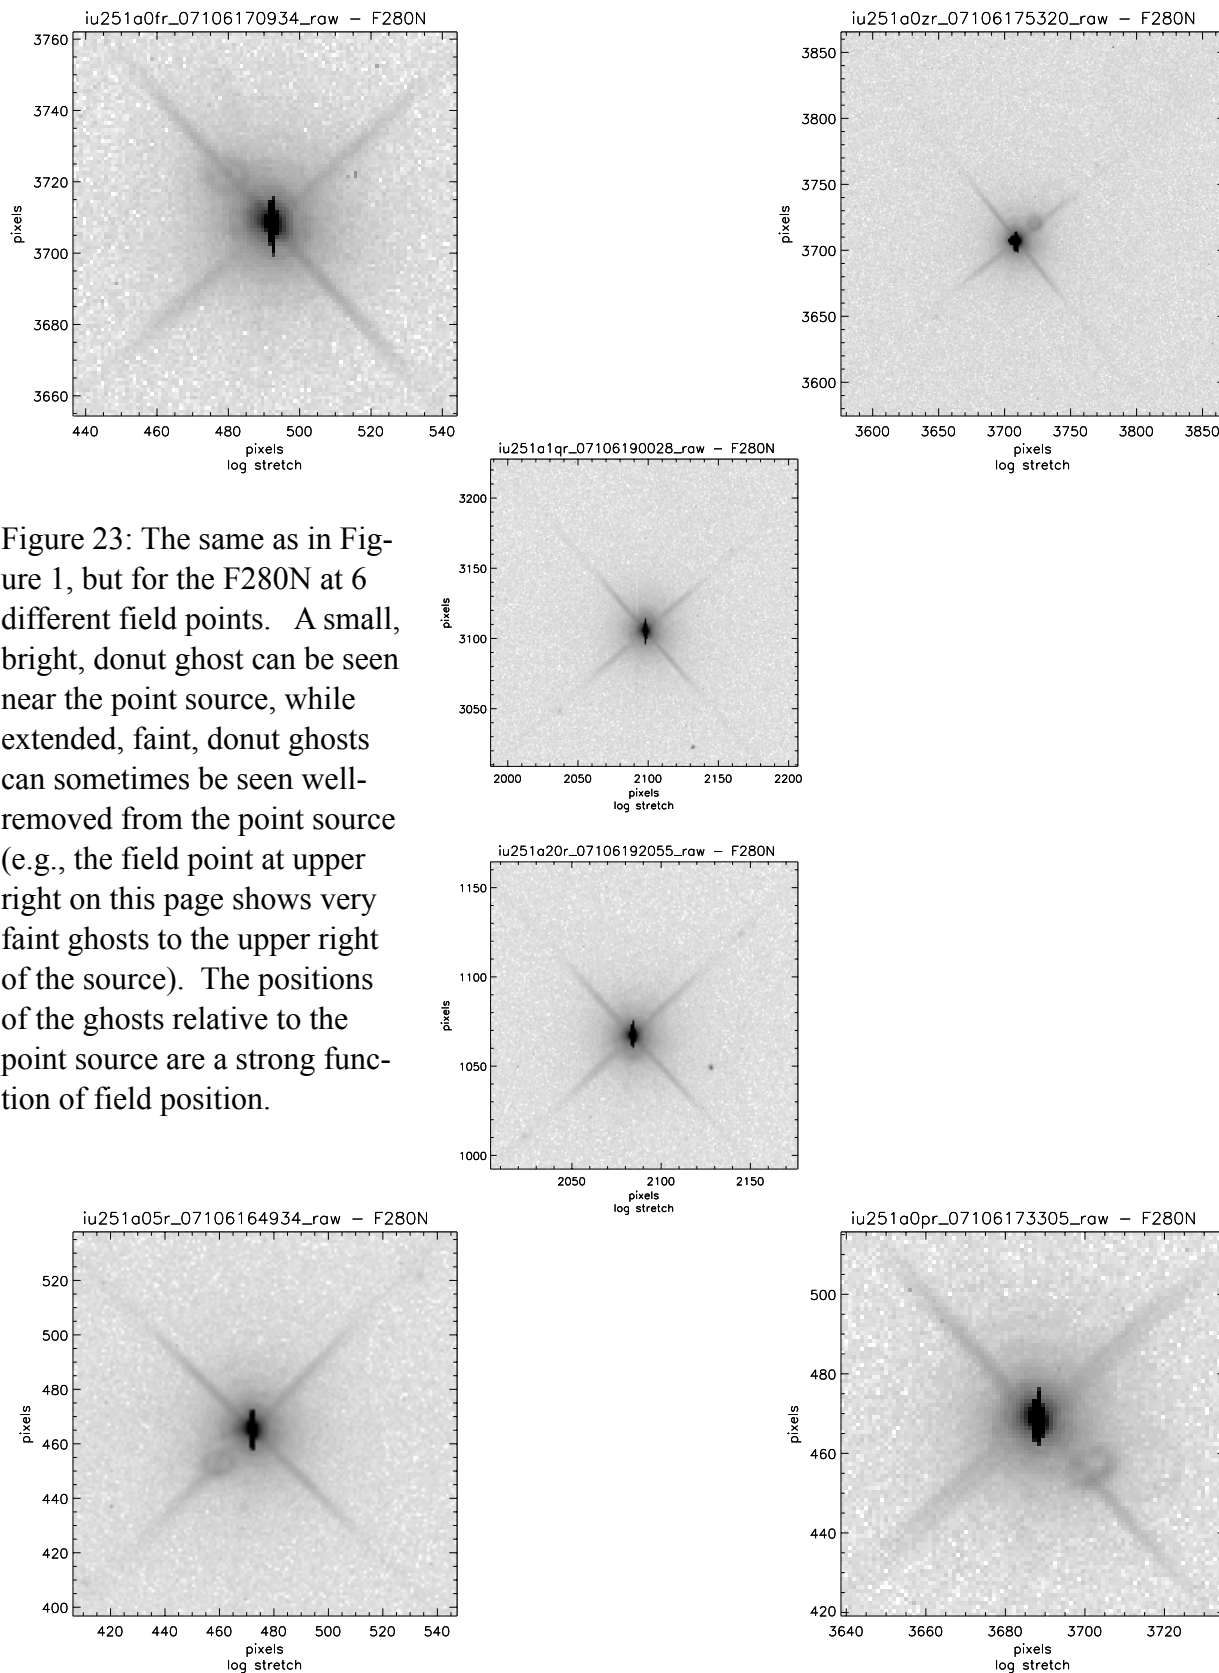 iu251a0fr_07106170934_raw – F280N
3760
3740
3720
3700
3680
3660
pixels
440 460 480 500 520 540
pixels
log stretch
iu251a0zr_07106175320_raw – F280N
3850
3800
3750
3700
3650
3600
pixels
3600 3650 3700 3750 3800 3850
pixels
log stretch
iu251a1qr_07106190028_raw – F280N
3200
3150
3100
3050
pixels
2000 2050 2100 2150 2200
pixels
log stretch
Figure 23: The same as in Fig-
ure 1, but for the F280N at 6
different field points. A small,
bright, donut ghost can be seen
near the point source, while
extended, faint, donut ghosts
can sometimes be seen well-
removed from the point source
(e.g., the field point at upper
right on this page shows very
faint ghosts to the upper right
of the source). The positions
of the ghosts relative to the
point source are a strong func-
tion of field position.
iu251a20r_07106192055_raw – F280N
1150
1100
1050
1000
pixels
2050 2100 2150
pixels
log stretch
iu251a05r_07106164934_raw – F280N
520
500
480
460
440
420
400
pixels
420 440 460 480 500 520 540
pixels
log stretch
iu251a0pr_07106173305_raw – F280N
500
480
460
440
420
pixels
3640 3660 3680 3700 3720
pixels
log stretch